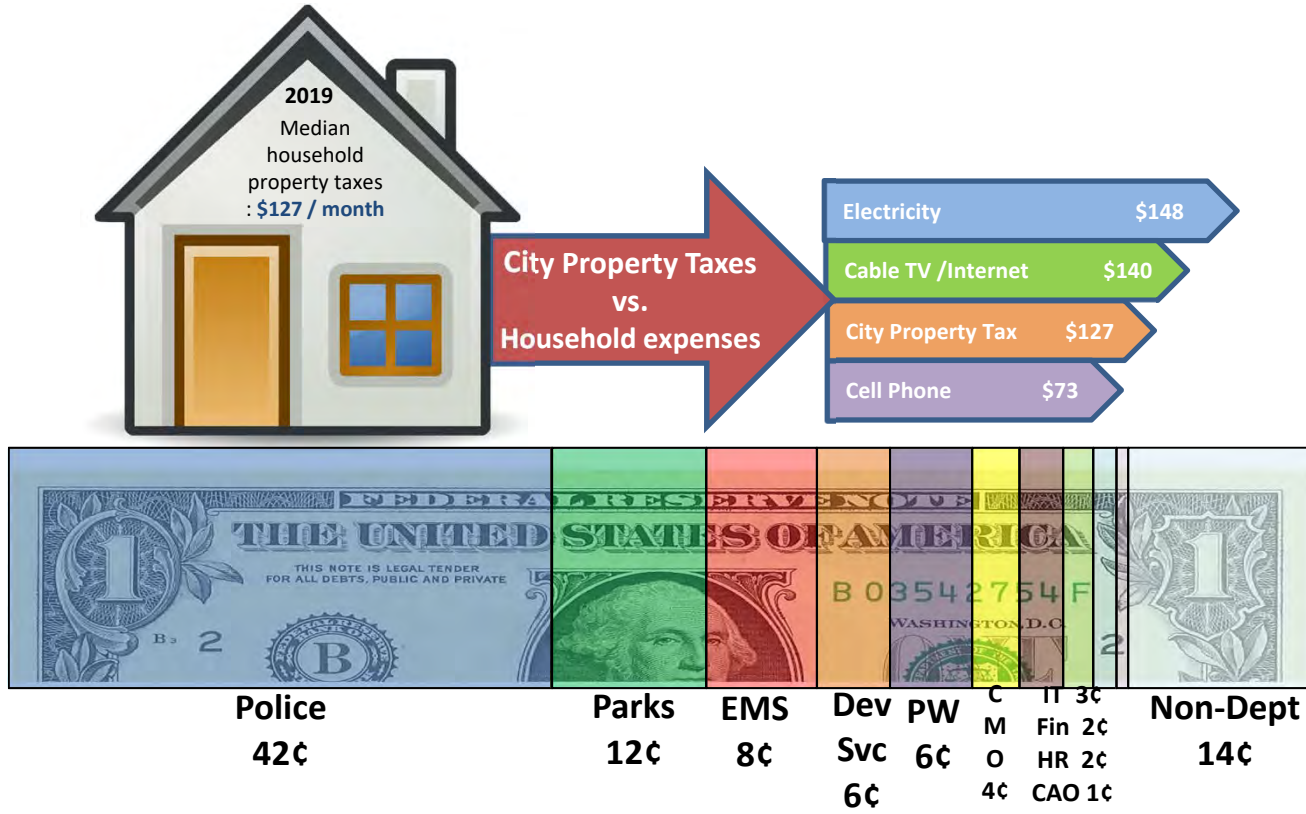 2019
Median
household
property taxes
: $127 / month
City Property Taxes
vs.
Household expenses
Electricity $148
Cable TV /Internet $140
City Property Tax $127
Cell Phone $73
FEDERAL RESERVE NOTE
THE UNITED STATES OF AMERICA
THIS NOTE IS LEGAL TENDER
FOR ALL DEBTS, PUBLIC AND PRIVATE
B 03542754 F
WASHINGTON, D.C.
1
1
B
B3 2
2
Police
42¢
Parks
12¢
EMS
8¢
Dev
Svc
6¢
PW
6¢
C
M
O
4¢
IT 3¢
Fin 2¢
HR 2¢
CAO 1¢
Non-Dept
14¢